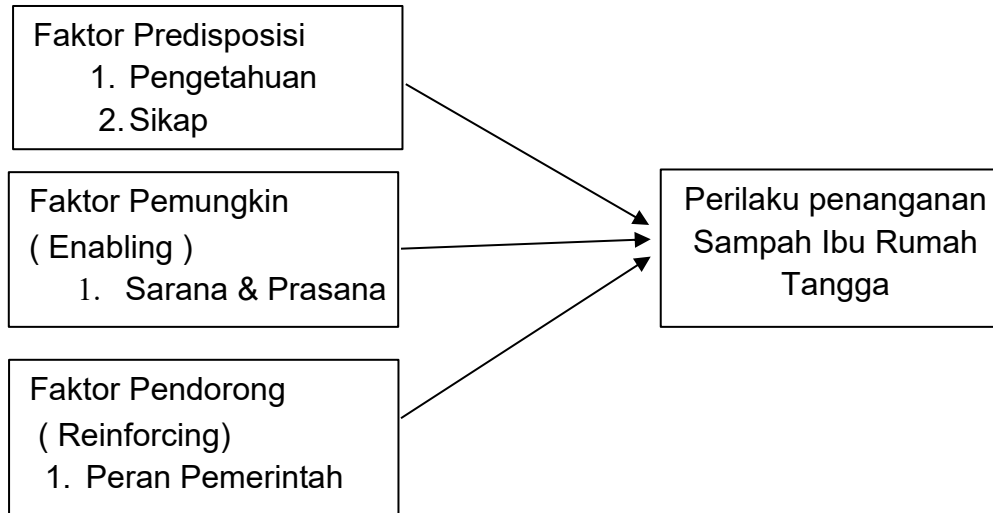 Faktor Predisposisi
1. Pengetahuan
2. Sikap
Faktor Pemungkin
( Enabling )
1. Sarana & Prasana
Faktor Pendorong
( Reinforcing)
1. Peran Pemerintah
Perilaku penanganan
Sampah Ibu Rumah
Tangga